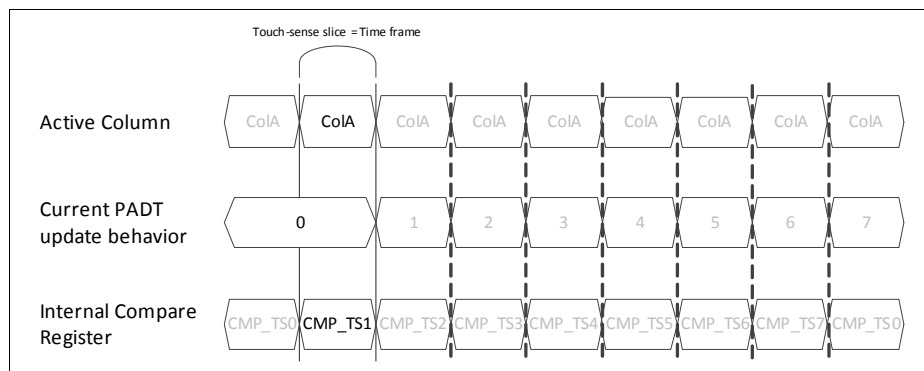 Touch-sense slice = Time frame
Active Column ColA ColA ColA ColA ColA ColA ColA ColA ColA
Current PADT
update behavior 0 1 2 3 4 5 6 7
Internal Compare
Register CMP_TS0 CMP_TS1 CMP_TS2 CMP_TS3 CMP_TS4 CMP_TS5 CMP_TS6 CMP_TS7 CMP_TS0